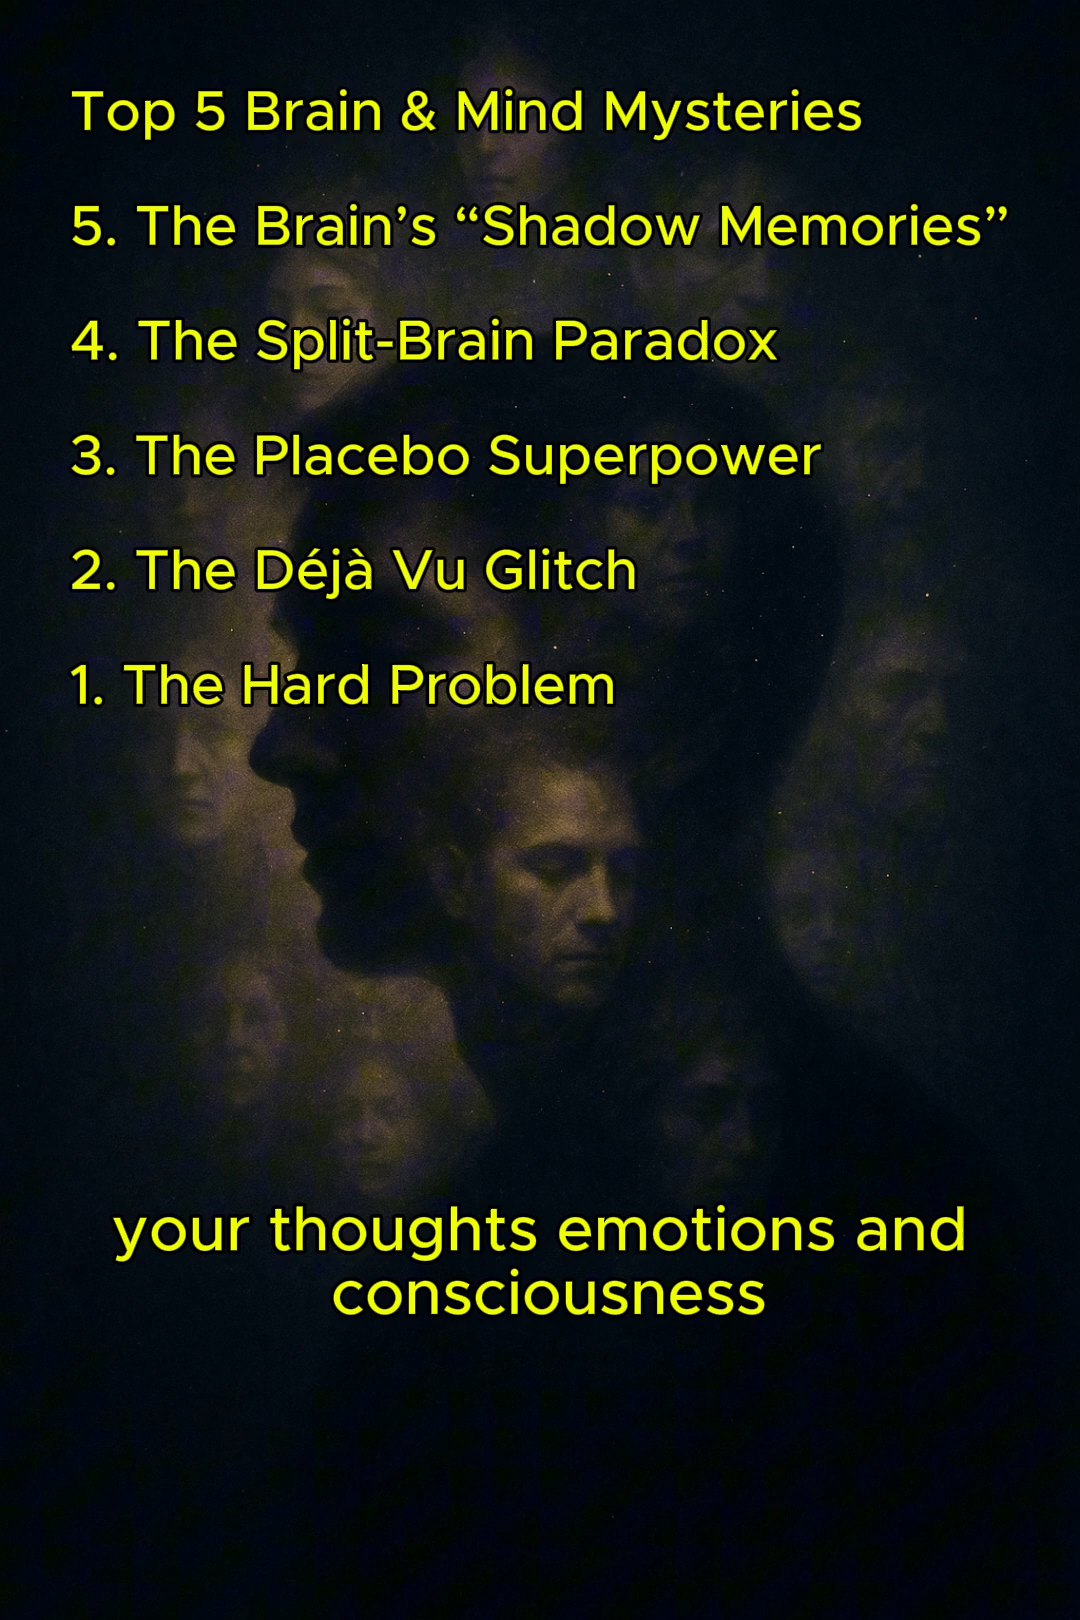 Top 5 Brain & Mind Mysteries
5. The Brain’s “Shadow Memories”
4. The Split-Brain Paradox
3. The Placebo Superpower
2. The Déjà Vu Glitch
1. The Hard Problem
your thoughts emotions and
consciousness